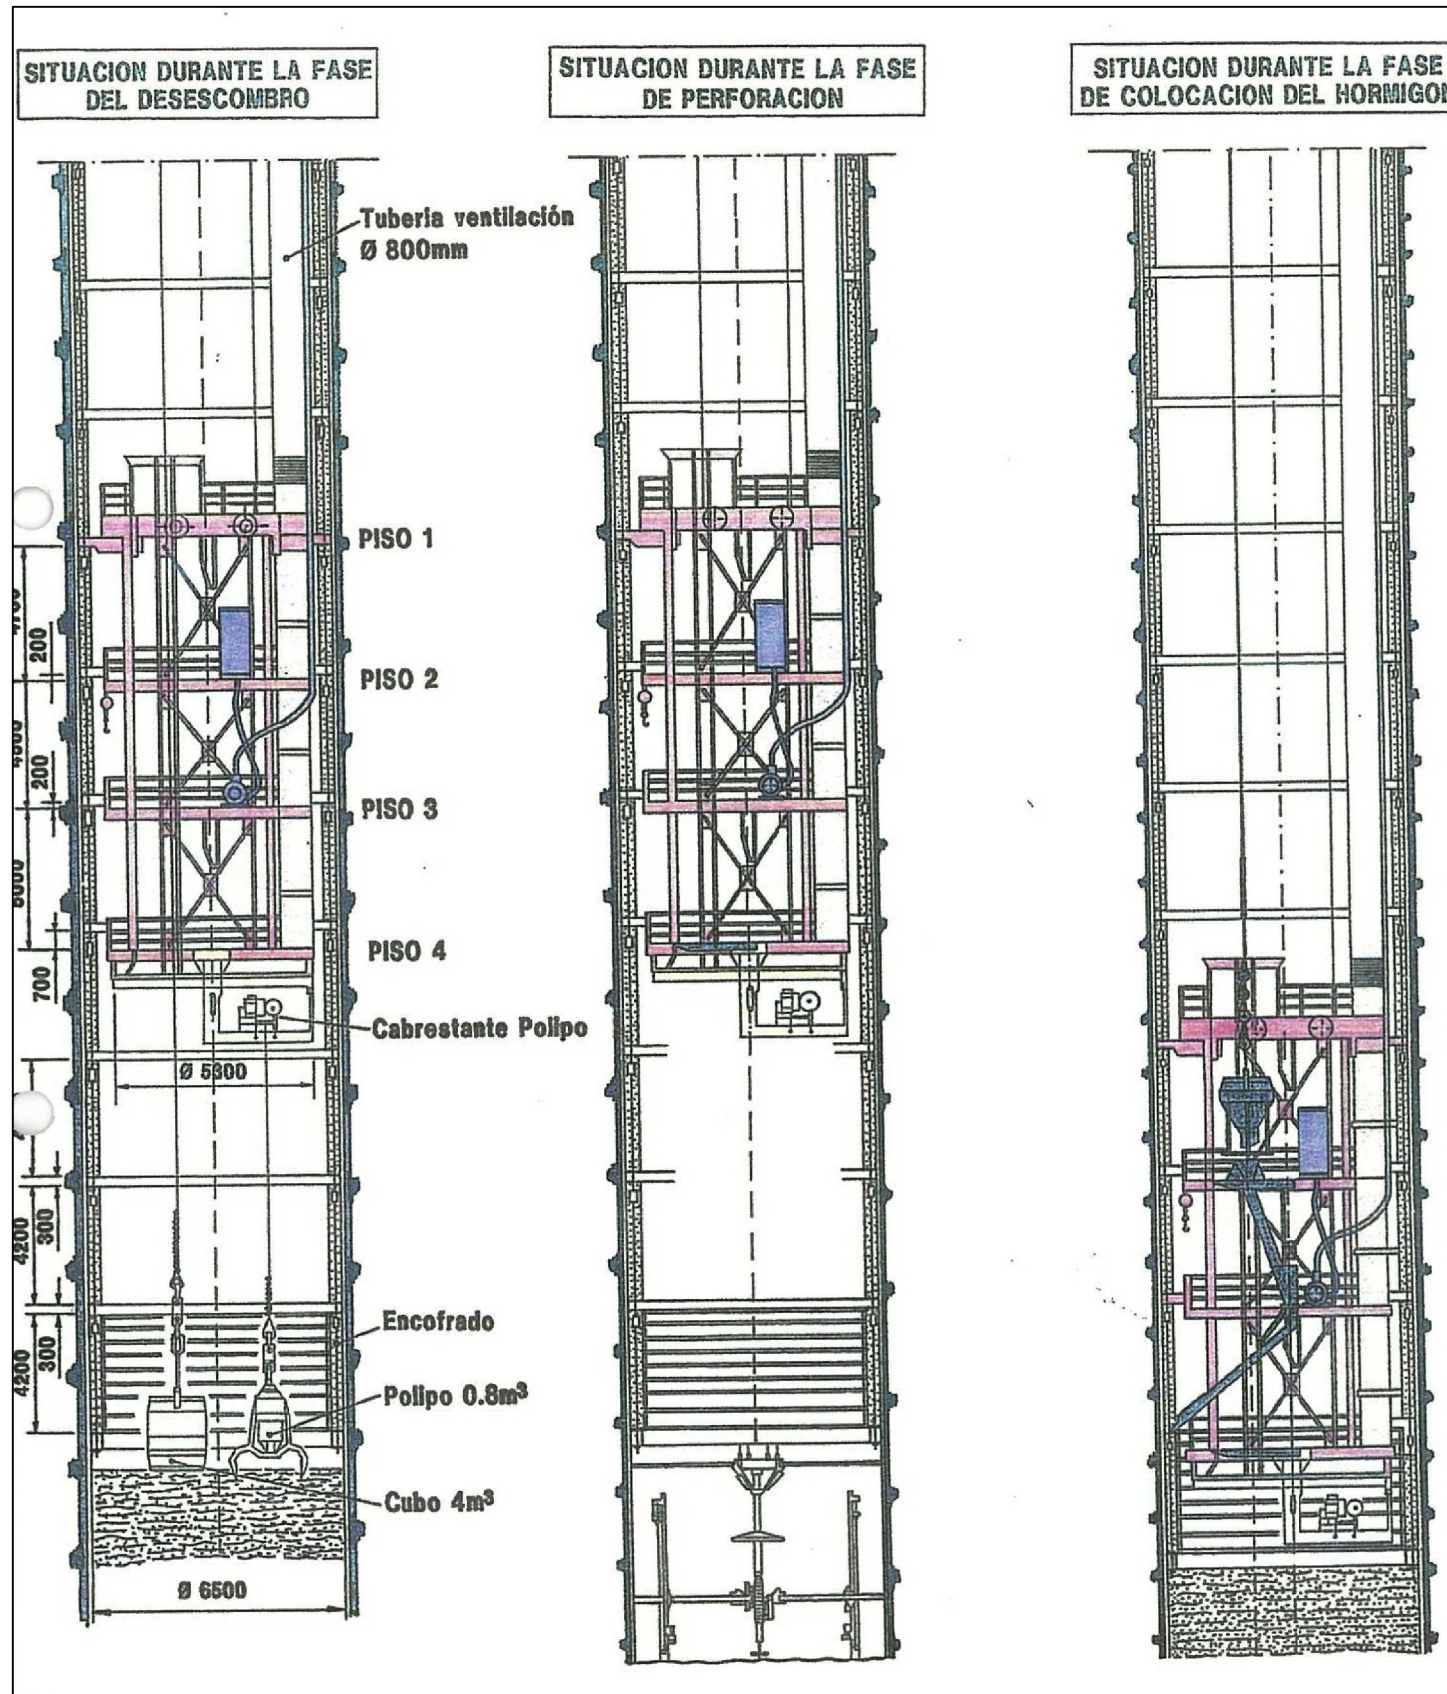 SITUACION DURANTE LA FASE
DEL DESESCOMBRO
SITUACION DURANTE LA FASE
DE PERFORACION
SITUACION DURANTE LA FASE
DE COLOCACION DEL HORMIGON
Tuberia ventilación
Ø 800mm
PISO 1
200
PISO 2
200
PISO 3
PISO 4
700
Cabrestante Polipo
Ø 5300
4200
300
Encofrado
4200
300
Polipo 0.8m³
Cubo 4m³
Ø 6500